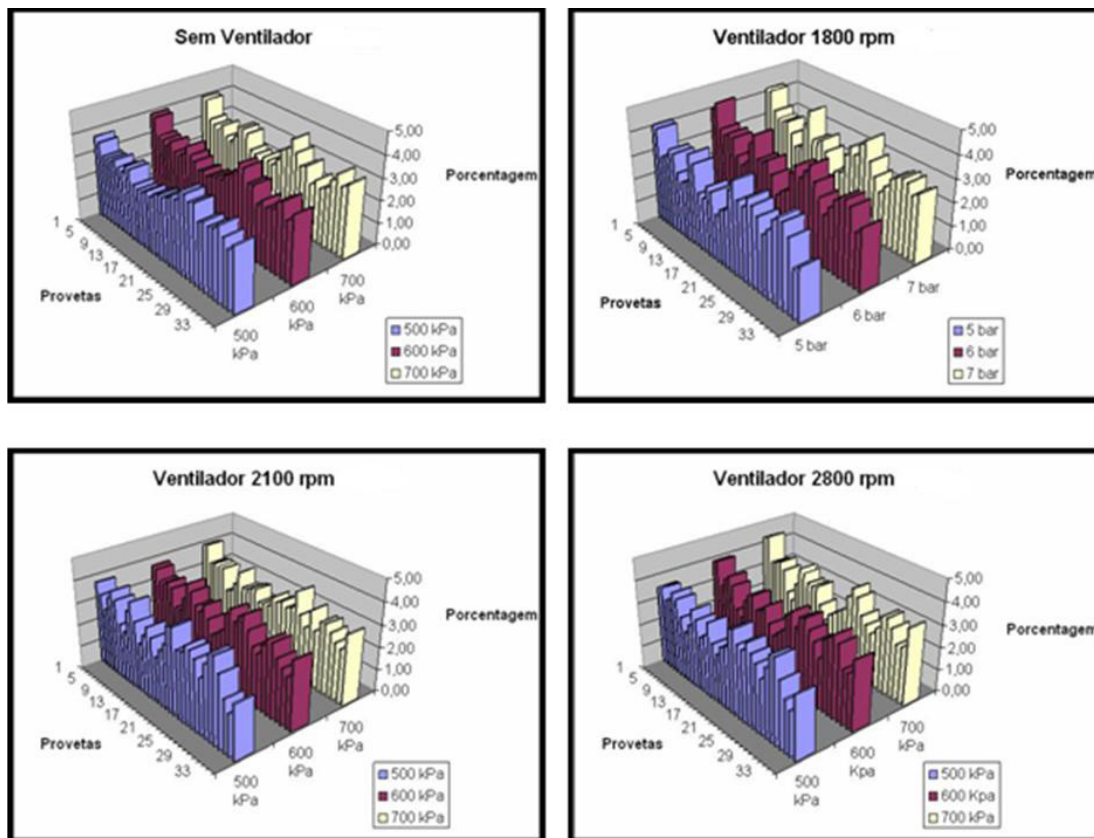 Sem Ventilador
5,00
4,00
Porcentagem
3,00
2,00
1,00
0,00
1
5
9
13
17
21
25
29
33
Provetas
700 kPa
600 kPa
500 kPa
500 kPa
600 kPa
700 kPa
Ventilador 1800 rpm
5,00
4,00
Porcentagem
3,00
2,00
1,00
0,00
1
5
9
13
17
21
25
29
33
Provetas
7 bar
6 bar
5 bar
5 bar
6 bar
7 bar
Ventilador 2100 rpm
5,00
4,00
Porcentagem
3,00
2,00
1,00
0,00
1
5
9
13
17
21
25
29
33
Provetas
700 kPa
600 kPa
500 kPa
500 kPa
600 kPa
700 kPa
Ventilador 2800 rpm
5,00
4,00
Porcentagem
3,00
2,00
1,00
0,00
1
5
9
13
17
21
25
29
33
Provetas
700 kPa
600 Kpa
500 kPa
500 kPa
600 Kpa
700 kPa